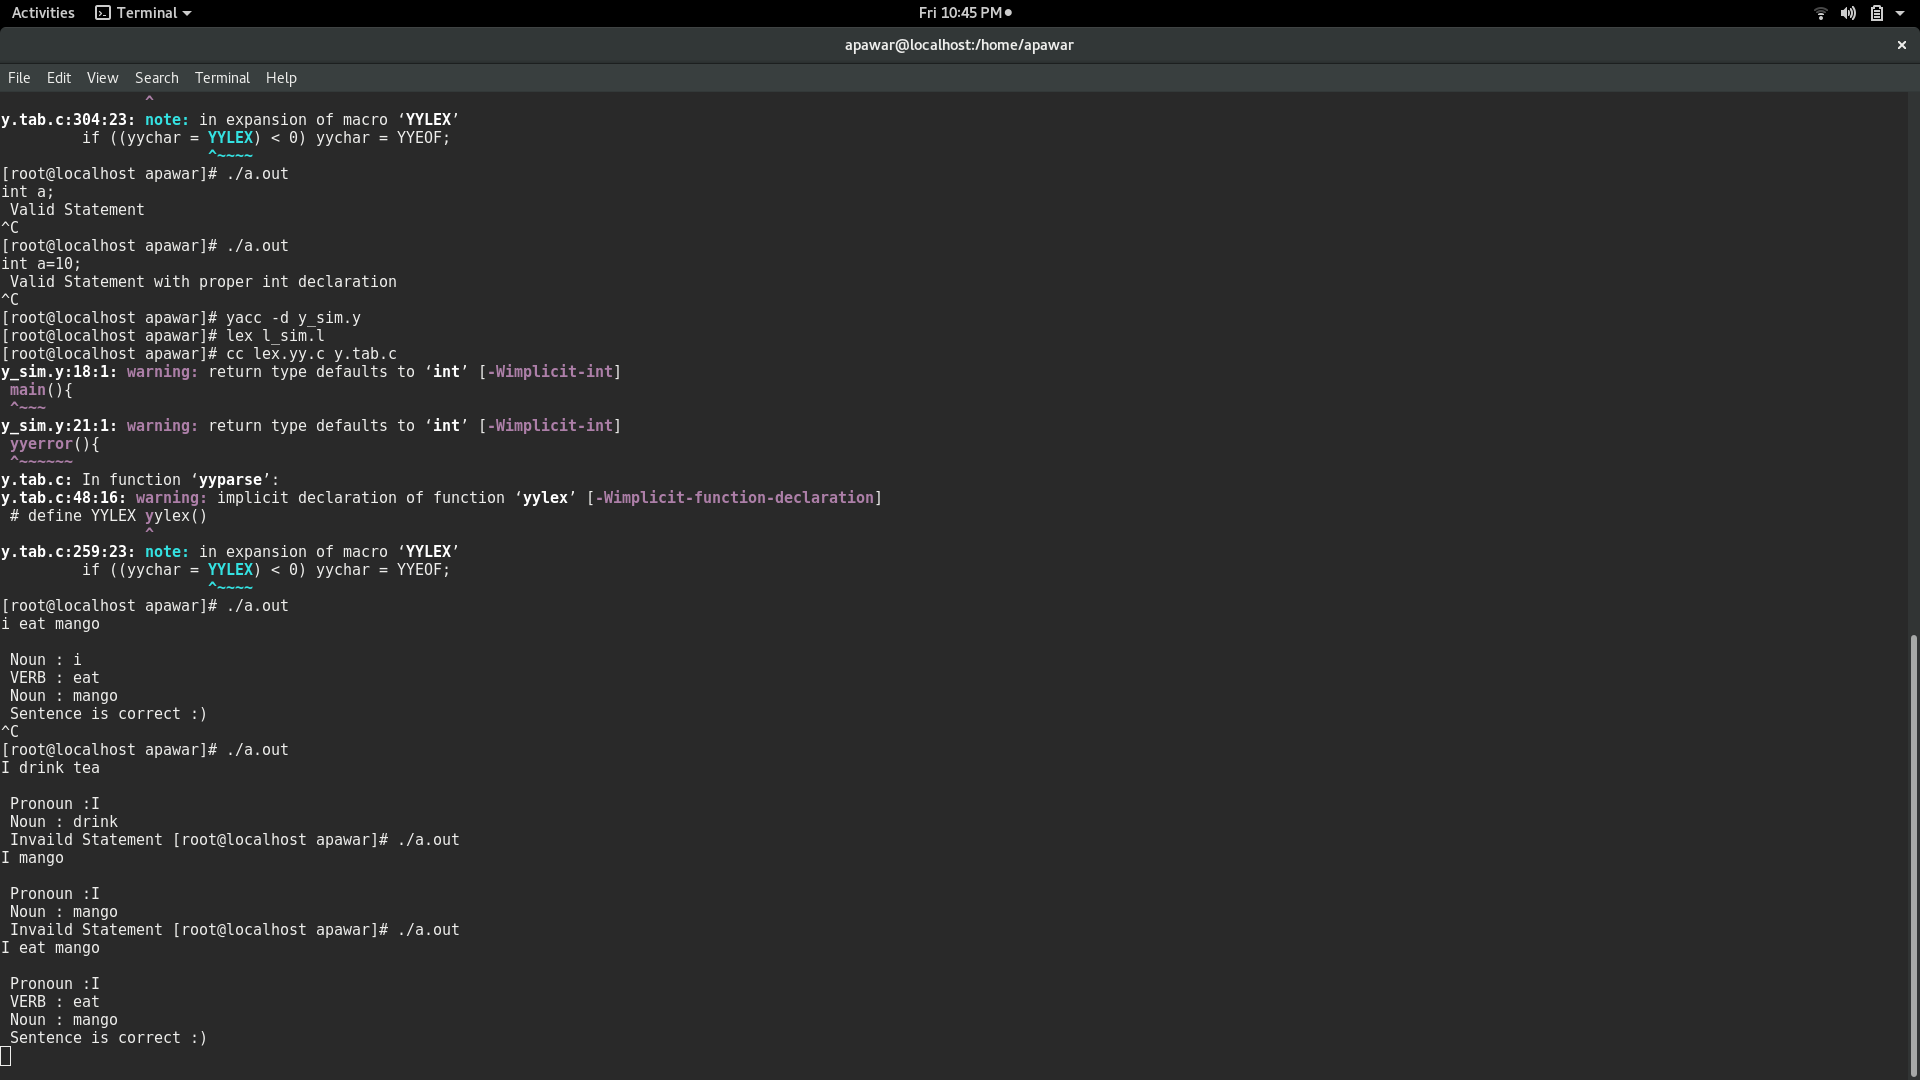 Activities Terminal Fri 10:45 PM
apawar@localhost:/home/apawar
File Edit View Search Terminal Help
^
y.tab.c:304:23: note: in expansion of macro ‘YYLEX’
if ((yychar = YYLEX) < 0) yychar = YYEOF;
^~~~~
[root@localhost apawar]# ./a.out
int a;
Valid Statement
^C
[root@localhost apawar]# ./a.out
int a=10;
Valid Statement with proper int declaration
^C
[root@localhost apawar]# yacc -d y_sim.y
[root@localhost apawar]# lex l_sim.l
[root@localhost apawar]# cc lex.yy.c y.tab.c
y_sim.y:18:1: warning: return type defaults to ‘int’ [-Wimplicit-int]
main(){
^~~~
y_sim.y:21:1: warning: return type defaults to ‘int’ [-Wimplicit-int]
yyerror(){
^~~~~~~
y.tab.c: In function ‘yyparse’:
y.tab.c:48:16: warning: implicit declaration of function ‘yylex’ [-Wimplicit-function-declaration]
# define YYLEX yylex()
^
y.tab.c:259:23: note: in expansion of macro ‘YYLEX’
if ((yychar = YYLEX) < 0) yychar = YYEOF;
^~~~~
[root@localhost apawar]# ./a.out
i eat mango
Noun : i
VERB : eat
Noun : mango
Sentence is correct :)
^C
[root@localhost apawar]# ./a.out
I drink tea
Pronoun :I
Noun : drink
Invaild Statement [root@localhost apawar]# ./a.out
I mango
Pronoun :I
Noun : mango
Invaild Statement [root@localhost apawar]# ./a.out
I eat mango
Pronoun :I
VERB : eat
Noun : mango
Sentence is correct :)